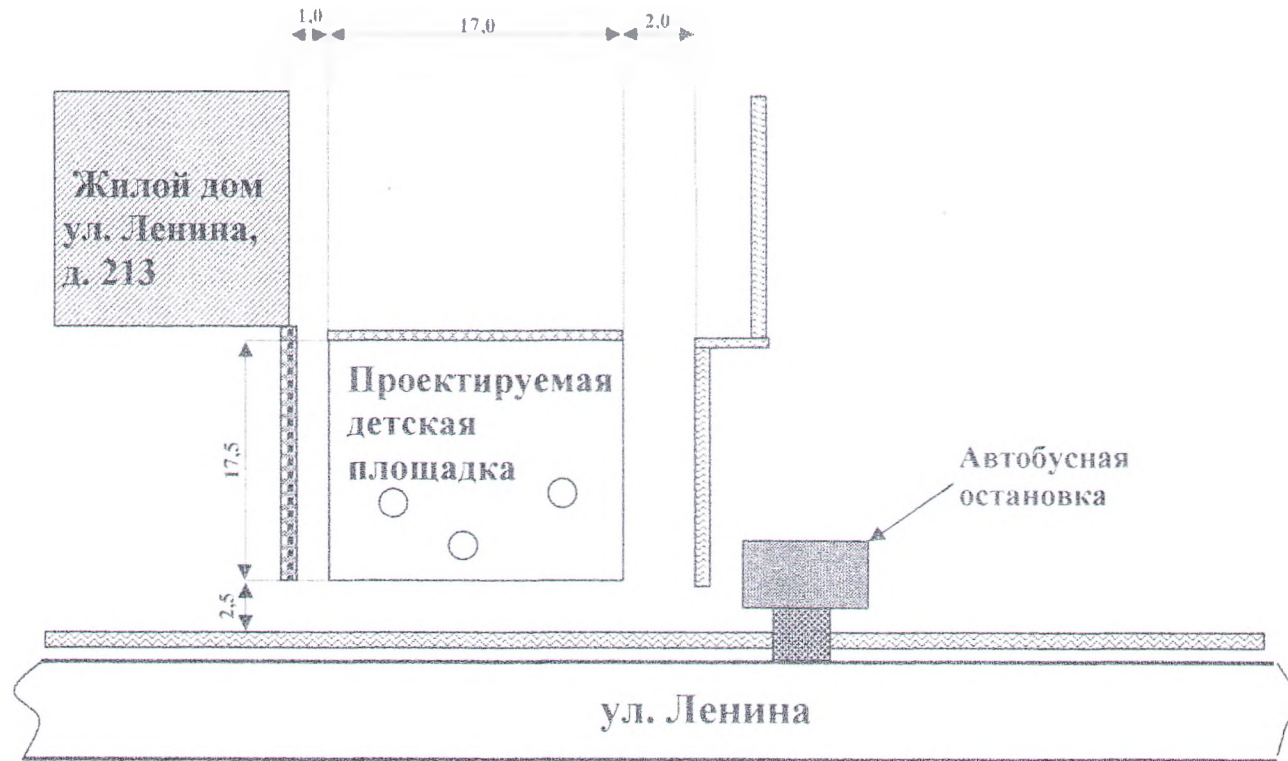 1,0
17,0
2,0
Жилой дом
ул. Ленина,
д. 213
Проектируемая
детская
площадка
17,5
2,5
Автобусная
остановка
ул. Ленина